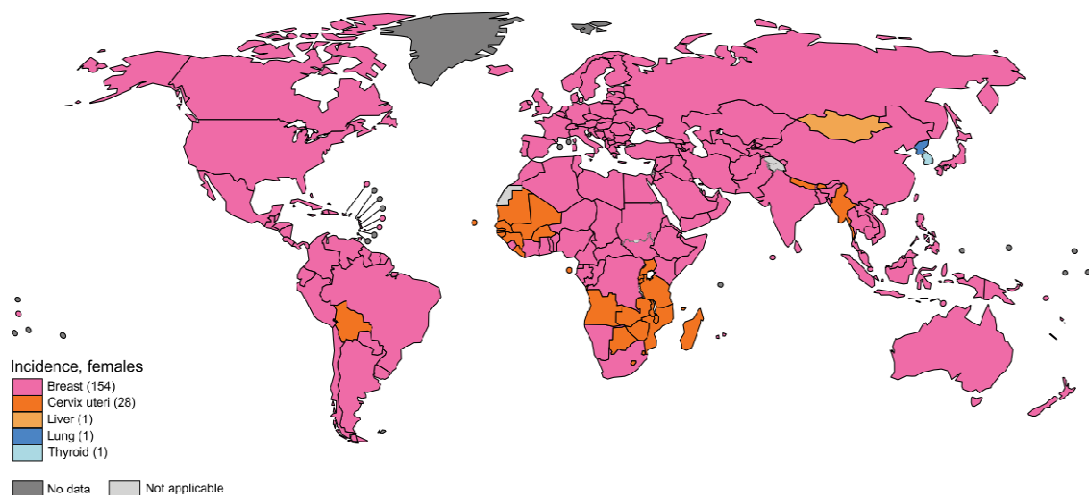 Incidence, females
Breast (154)
Cervix uteri (28)
Liver (1)
Lung (1)
Thyroid (1)
No data
Not applicable